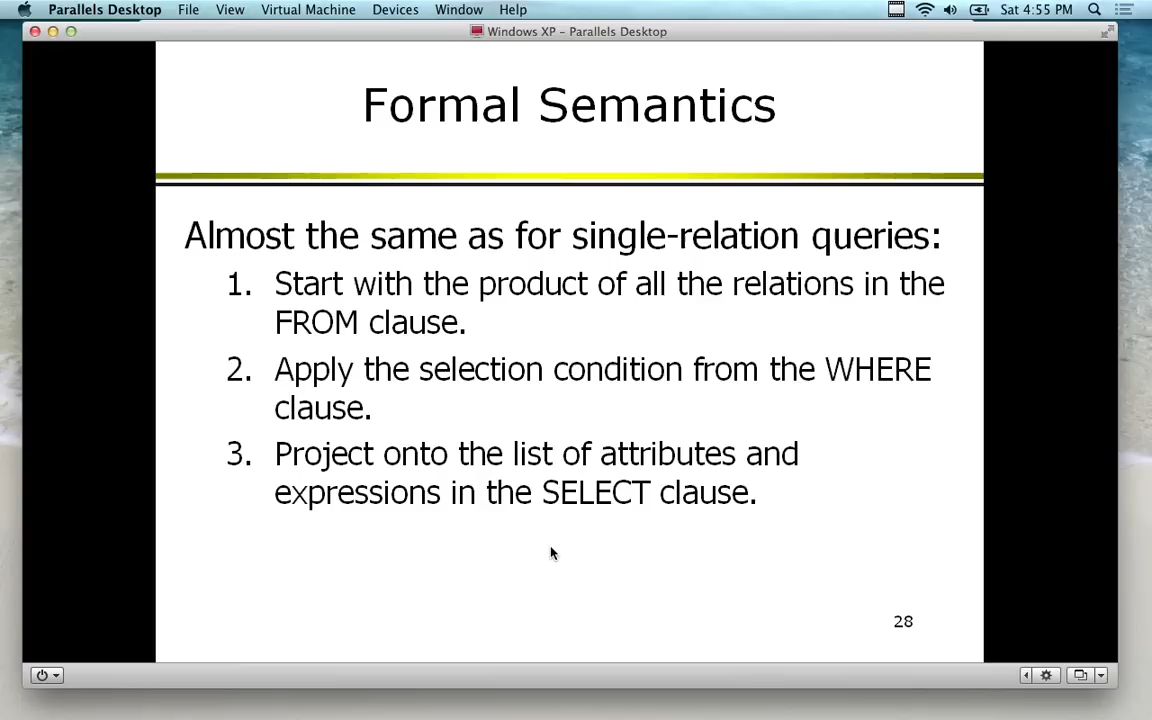 Parallels Desktop File View Virtual Machine Devices Window Help Sat 4:55 PM
Windows XP – Parallels Desktop
Formal Semantics
Almost the same as for single-relation queries:
1. Start with the product of all the relations in the
FROM clause.
2. Apply the selection condition from the WHERE
clause.
3. Project onto the list of attributes and
expressions in the SELECT clause.
28